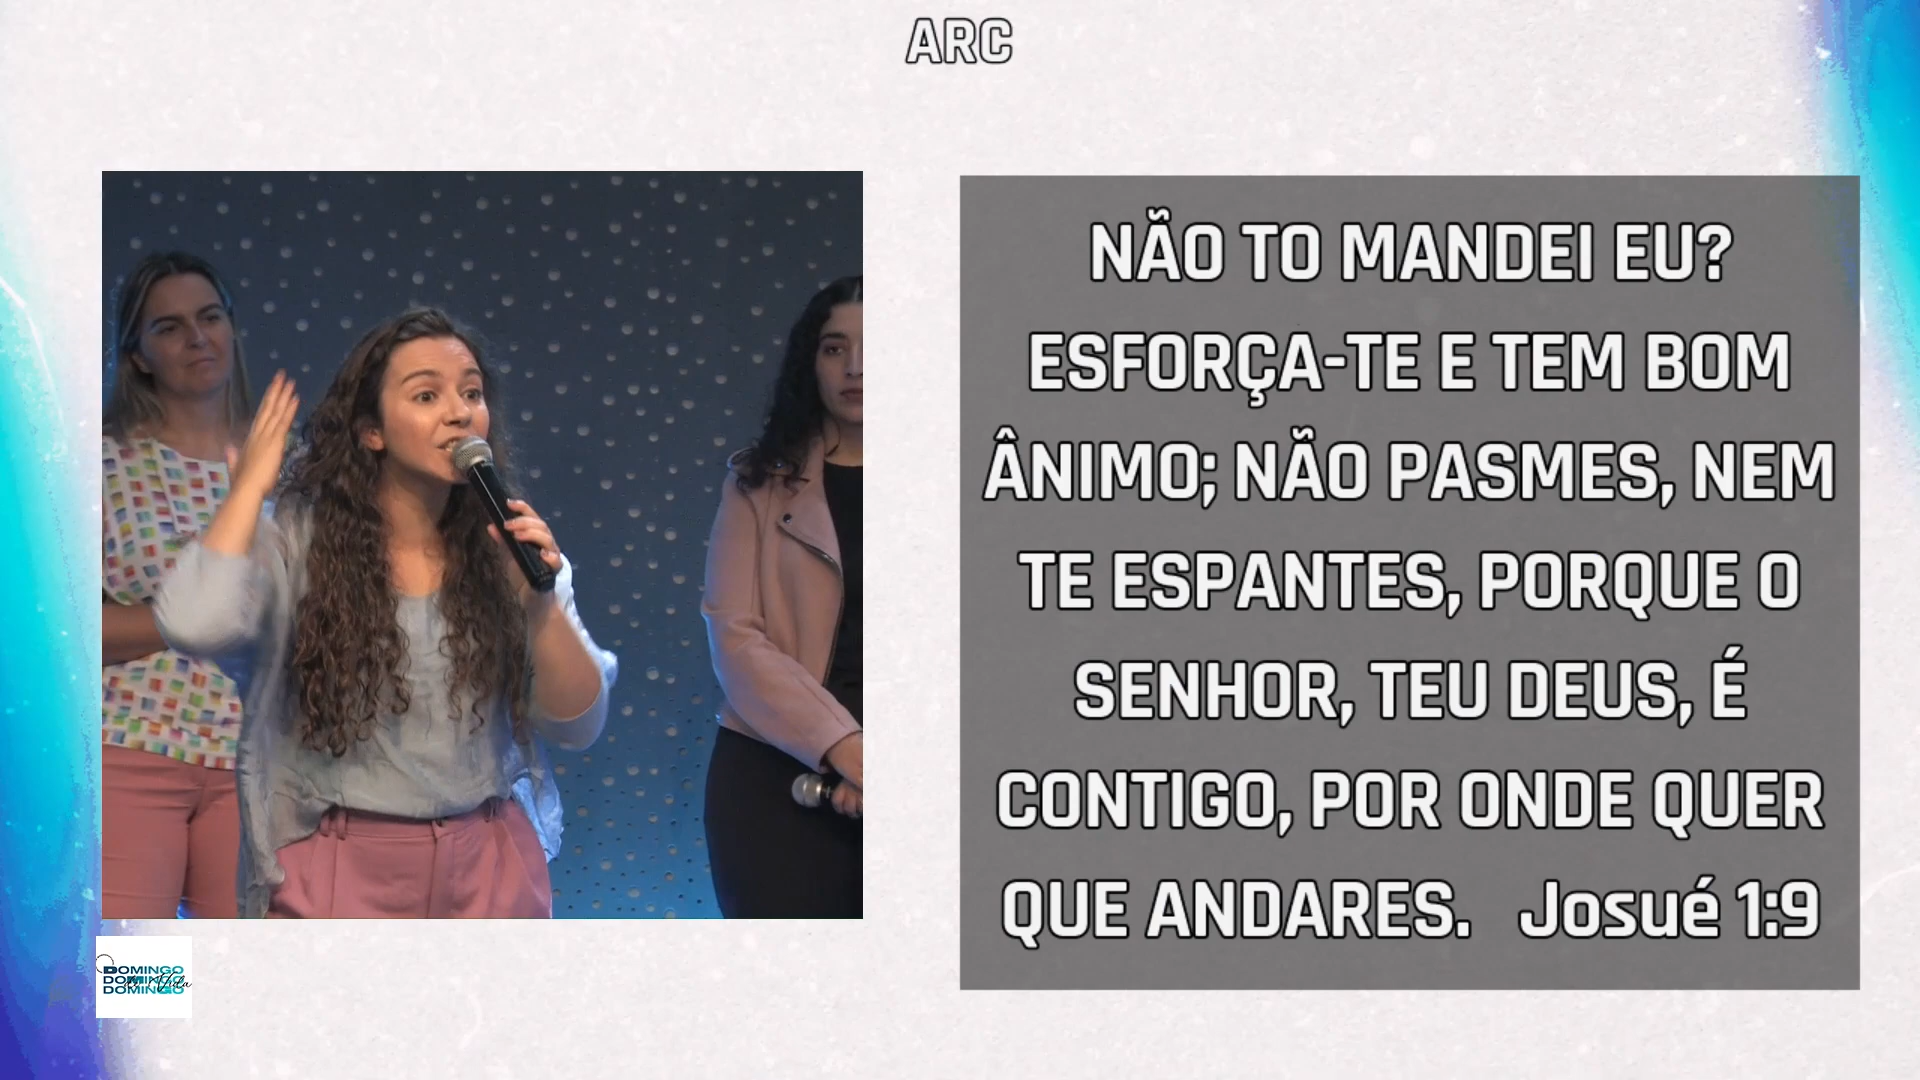 ARC
NÃO TO MANDEI EU?
ESFORÇA-TE E TEM BOM
ÂNIMO; NÃO PASMES, NEM
TE ESPANTES, PORQUE O
SENHOR, TEU DEUS, É
CONTIGO, POR ONDE QUER
QUE ANDARES. Josué 1:9
DOMINGO
DOMINGO
DOMINGO
Vida